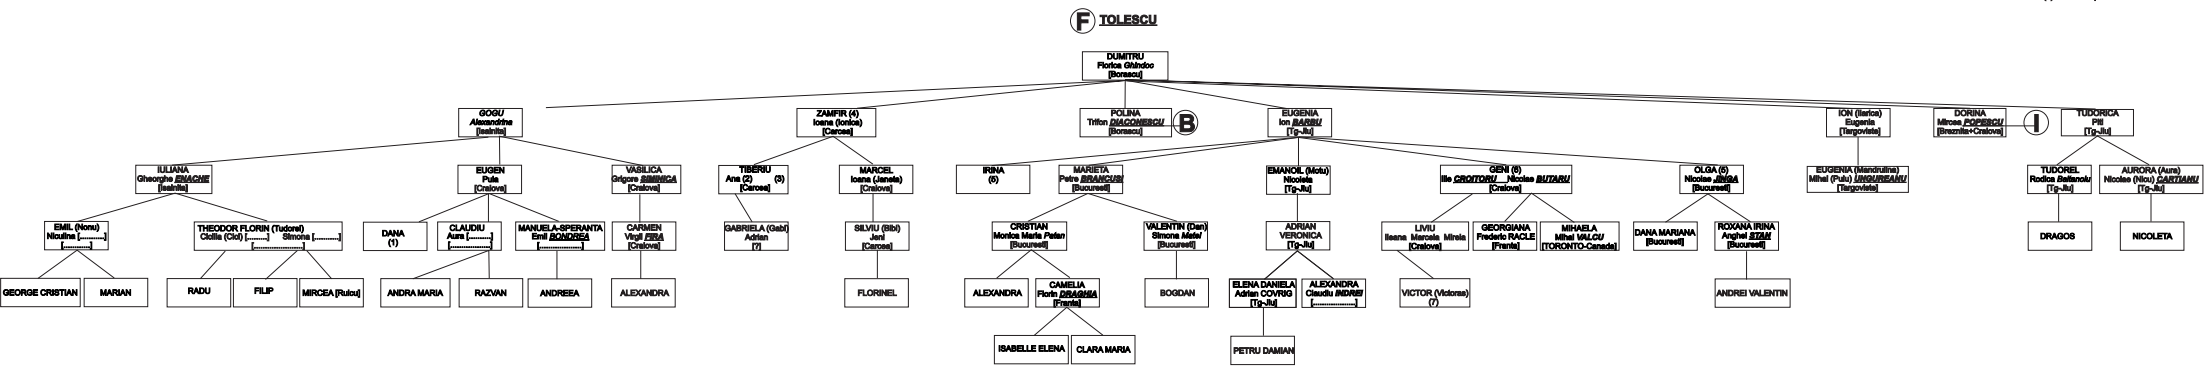 F TOLESCU
DUMITRU
Florica Ghindoc
[Borascu]
GOGU
Alexandrina
[Isalnita]
ZAMFIR (4)
Ioana (Ionica)
[Carcea]
POLINA
Trifon DIACONESCU
[Borascu]
B
EUGENIA
Ion BARBU
[Tg-Jiu]
ION (Ilarica)
Eugenia
[Targoviste]
DORINA
Mircea POPESCU
[Breznita+Craiova]
I
TUDORICA
Piti
[Tg-Jiu]
IULIANA
Gheorghe ENACHE
[Isalnita]
EUGEN
Puia
[Craiova]
VASILICA
Grigore SIMINICA
[Craiova]
TIBERIU
Ana (2) (3)
[Carcea]
MARCEL
Ioana (Janeta)
[Craiova]
IRINA
(5)
MARIETA
Petre BRANCUSI
[Bucuresti]
EMANOIL (Motu)
Nicoleta
[Tg-Jiu]
GENI (6)
Ilie CROITORU Nicolae BUTARU
[Craiova]
OLGA (5)
Nicolae JINGA
[Bucuresti]
EUGENIA (Mandrulina)
Mihai (Puiu) UNGUREANU
[Targoviste]
TUDOREL
Rodica Baltanoiu
[Tg-Jiu]
AURORA (Aura)
Nicolae (Nicu) CARTIANU
[Tg-Jiu]
EMIL (Nonu)
Niculina [..........]
[............]
THEODOR FLORIN (Tudorel)
Cicilia (Cici) [.........] Simona [...........]
[......................]
DANA
(1)
CLAUDIU
Aura [..........]
[.................]
MANUELA-SPERANTA
Emil BONDREA
[..................]
CARMEN
Virgil FIRA
[Craiova]
GABRIELA (Gabi)
Adrian
[?]
SILVIU (Bibi)
Jeni
[Craiova]
CRISTIAN
Monica Maria Patan
[Bucuresti]
VALENTIN (Dan)
Simona Matei
[Bucuresti]
ADRIAN
VERONICA
[Tg-Jiu]
LIVIU
Ileana Marcela Mirela
[Craiova]
GEORGIANA
Frederic RACLE
[Franta]
MIHAELA
Mihai VALCU
[TORONTO-Canada]
DANA MARIANA
[Bucuresti]
ROXANA IRINA
Anghel STAN
[Bucuresti]
DRAGOS
NICOLETA
GEORGE CRISTIAN
MARIAN
RADU
FILIP
MIRCEA [Ruicu]
ANDRA MARIA
RAZVAN
ANDREEA
ALEXANDRA
FLORINEL
ALEXANDRA
CAMELIA
Florin DRAGHIA
[Franta]
BOGDAN
ELENA DANIELA
Adrian COVRIG
[Tg-Jiu]
ALEXANDRA
Claudiu INDREI
[...................]
VICTOR (Victoras)
(7)
ANDREI VALENTIN
ISABELLE ELENA
CLARA MARIA
PETRU DAMIAN